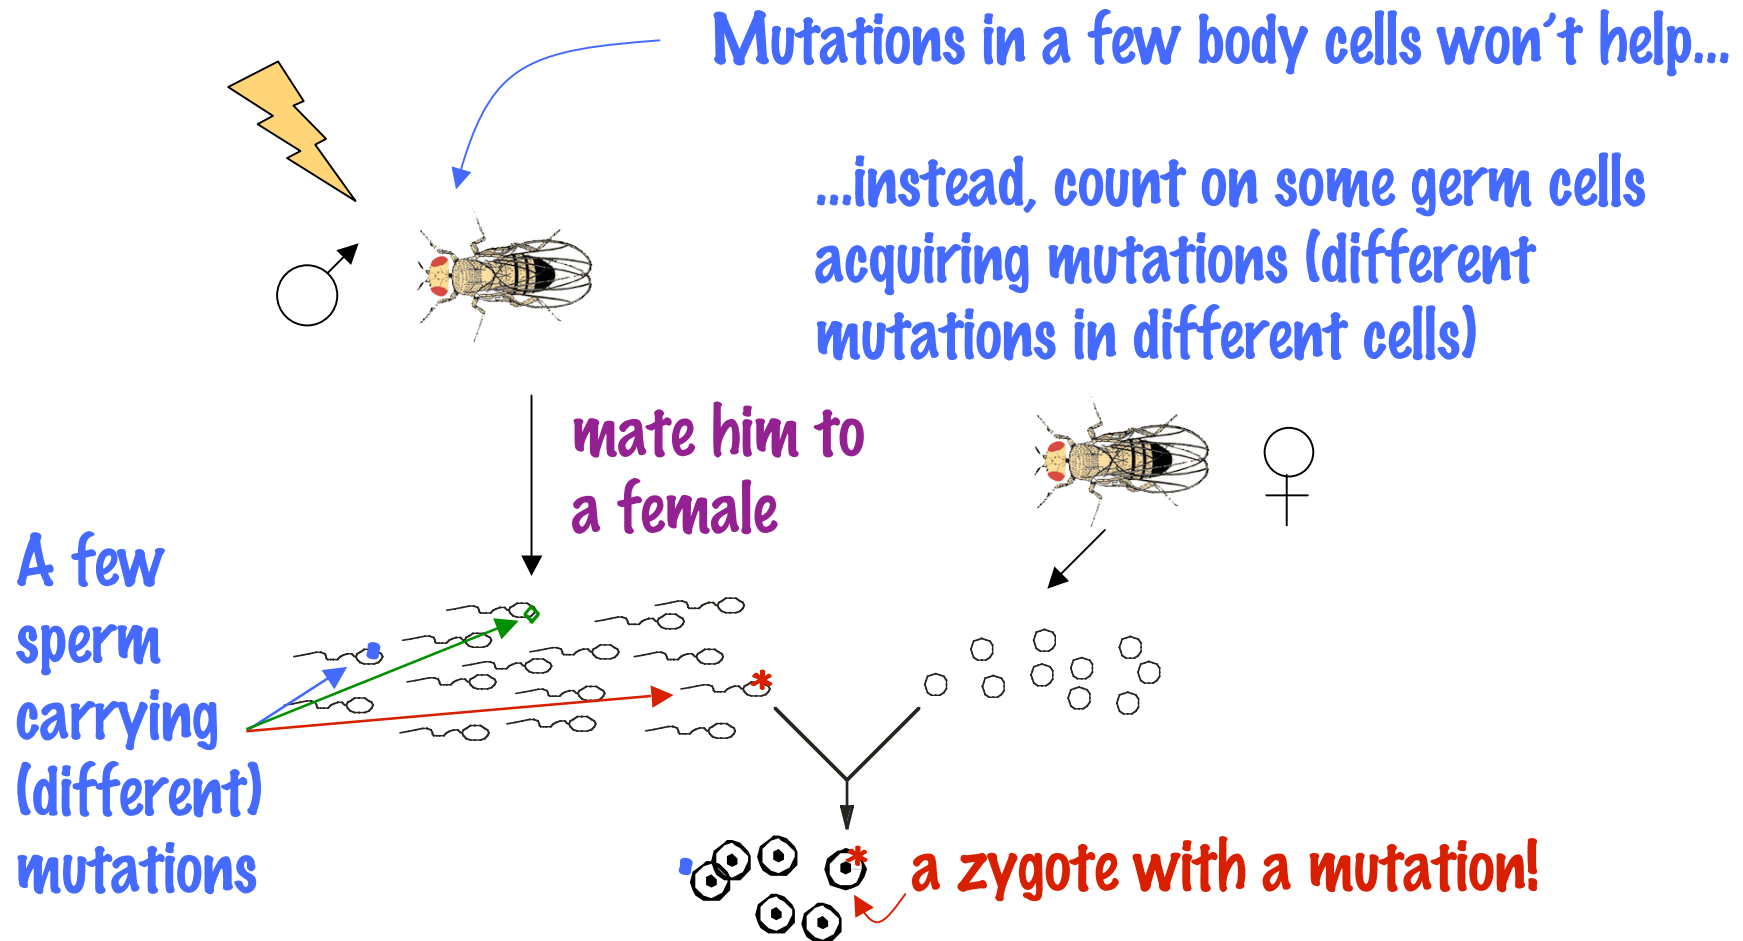 Mutations in a few body cells won't help...
...instead, count on some germ cells
acquiring mutations (different
mutations in different cells)
mate him to
a female
A few
sperm
carrying
(different)
mutations
a zygote with a mutation!